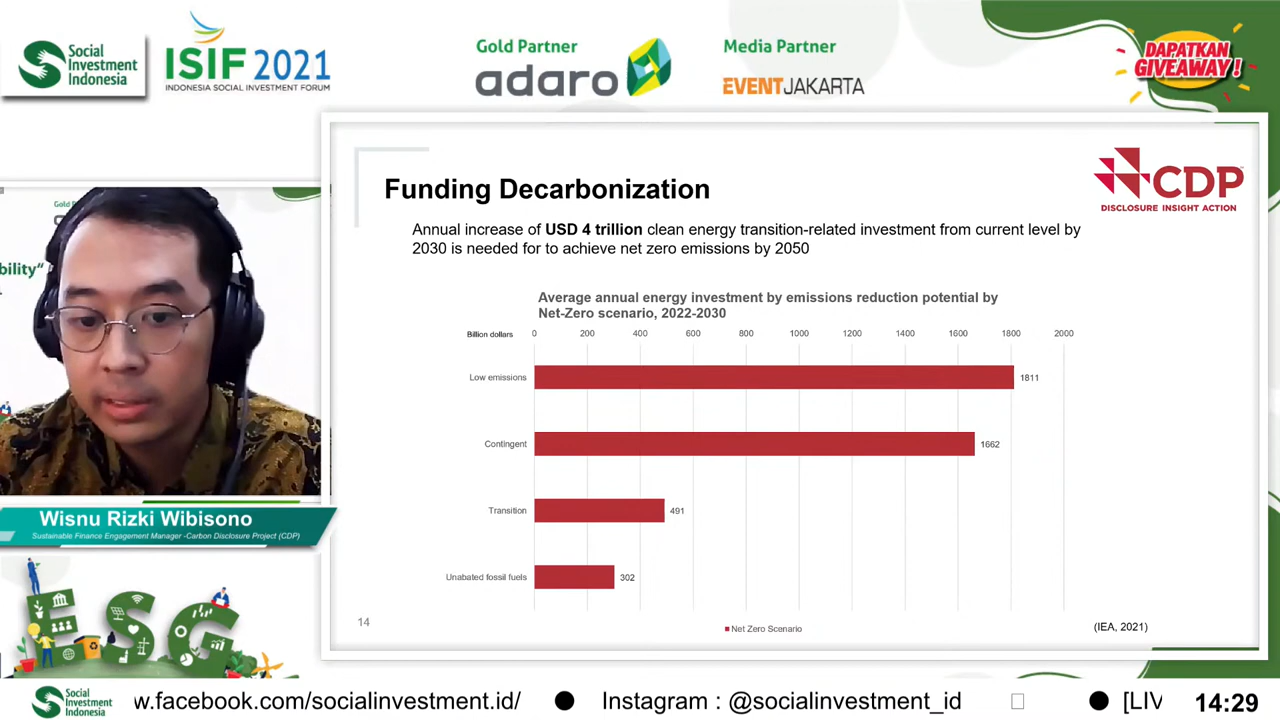 Social
Investment
Indonesia
ISIF 2021
INDONESIA SOCIAL INVESTMENT FORUM
Gold Partner
adaro
Media Partner
EVENTJAKARTA
DAPATKAN
GIVEAWAY !
Gold P
bility“
Wisnu Rizki Wibisono
Sustainable Finance Engagement Manager -Carbon Disclosure Project (CDP)
ESG
CDP
DISCLOSURE INSIGHT ACTION
Funding Decarbonization
Annual increase of USD 4 trillion clean energy transition-related investment from current level by
2030 is needed for to achieve net zero emissions by 2050
Average annual energy investment by emissions reduction potential by
Net-Zero scenario, 2022-2030
Billion dollars 0 200 400 600 800 1000 1200 1400 1600 1800 2000
Low emissions 1811
Contingent 1662
Transition 491
Unabated fossil fuels 302
Net Zero Scenario
14
(IEA, 2021)
Social
Investment
Indonesia
w.facebook.com/socialinvestment.id/ ● Instagram : @socialinvestment_id ● [LIV
14:29